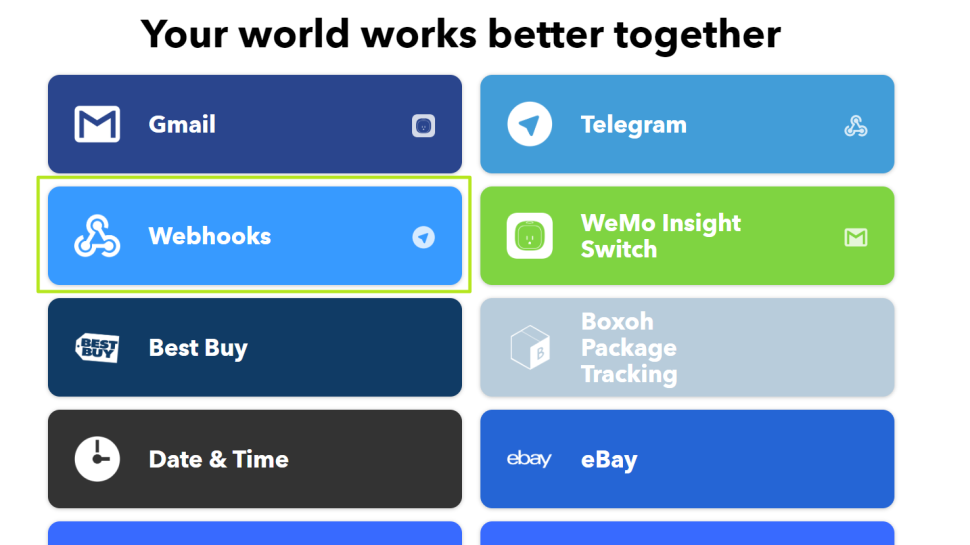 Your world works better together
Gmail
Telegram
Webhooks
WeMo Insight
Switch
BEST
BUY
Best Buy
B
Boxoh
Package
Tracking
Date & Time
ebay
eBay